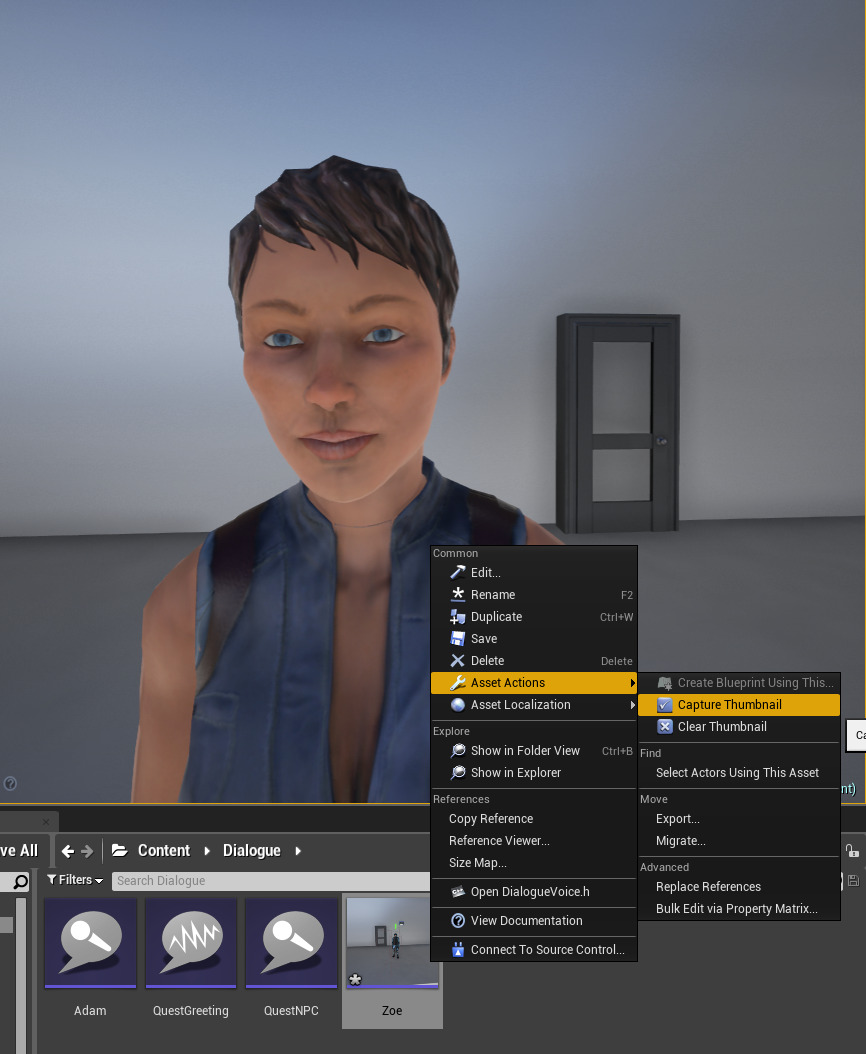 Common
Edit...
Rename F2
Duplicate Ctrl+W
Save
Delete Delete
Asset Actions
Asset Localization
Explore
Show in Folder View Ctrl+B
Show in Explorer
References
Copy Reference
Reference Viewer...
Size Map...
Open DialogueVoice.h
View Documentation
Connect To Source Control...
Create Blueprint Using This...
Capture Thumbnail
Clear Thumbnail
Find
Select Actors Using This Asset
Move
Export...
Migrate...
Advanced
Replace References
Bulk Edit via Property Matrix...
Ca
nt)
ve All
Content
Dialogue
Filters
Search Dialogue
Adam
QuestGreeting
QuestNPC
Zoe